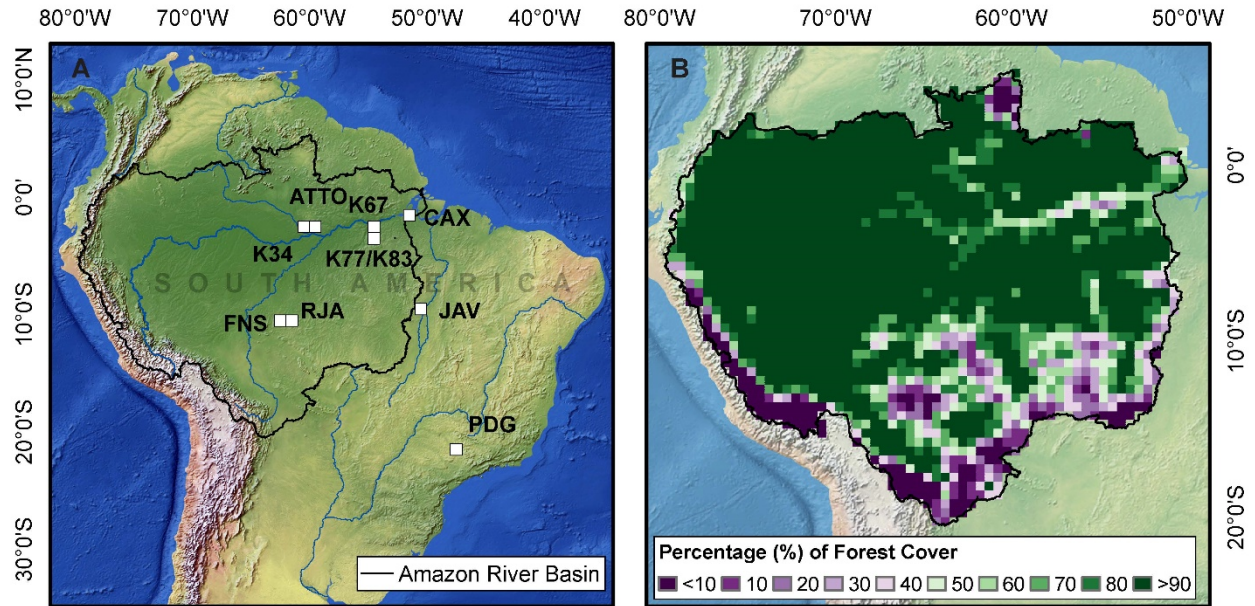 80°0'W 70°0'W 60°0'W 50°0'W 40°0'W
10°0'N
0°0'
10°0'S
20°0'S
30°0'S
A
ATTO K67
CAX
K34
K77/K83
SOUTH AMERICA
FNS RJA JAV
PDG
Amazon River Basin
80°0'W 70°0'W 60°0'W 50°0'W
B
0°0'
10°0'S
20°0'S
Percentage (%) of Forest Cover
<10 10 20 30 40 50 60 70 80 >90